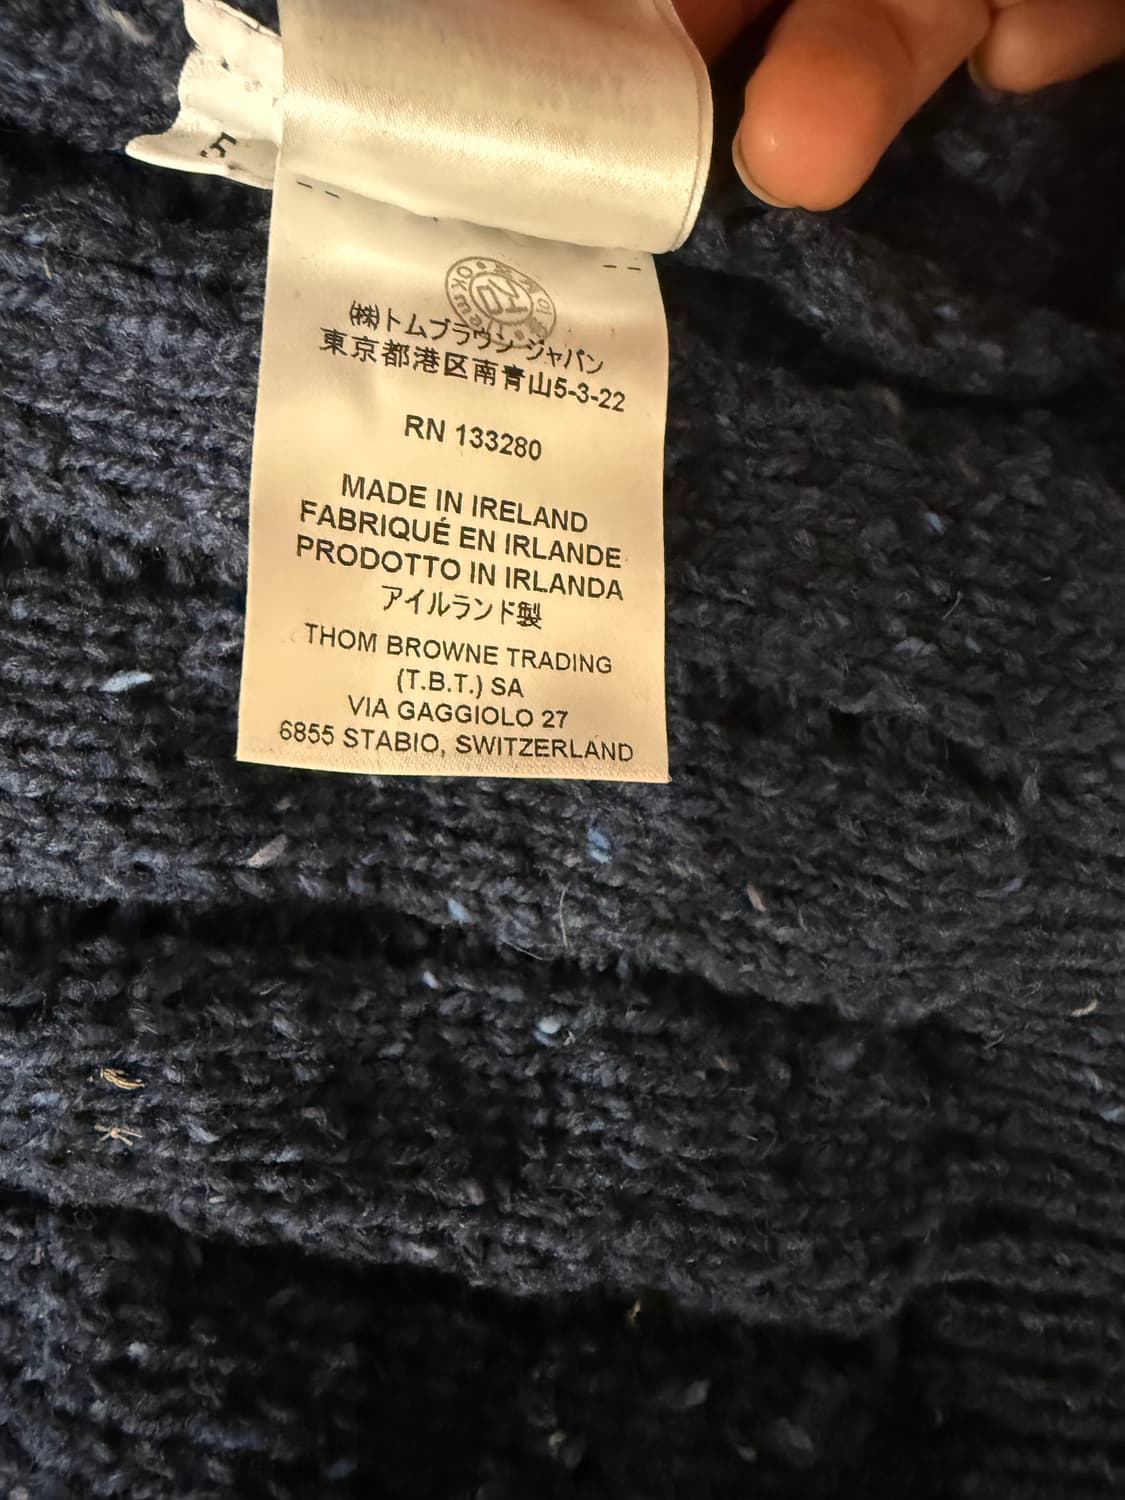 5
(株)トムブラウン ジャパン
東京都港区南青山5-3-22
RN 133280
MADE IN IRELAND
FABRIQUÉ EN IRLANDE
PRODOTTO IN IRLANDA
アイルランド製
THOM BROWNE TRADING
(T.B.T.) SA
VIA GAGGIOLO 27
6855 STABIO, SWITZERLAND